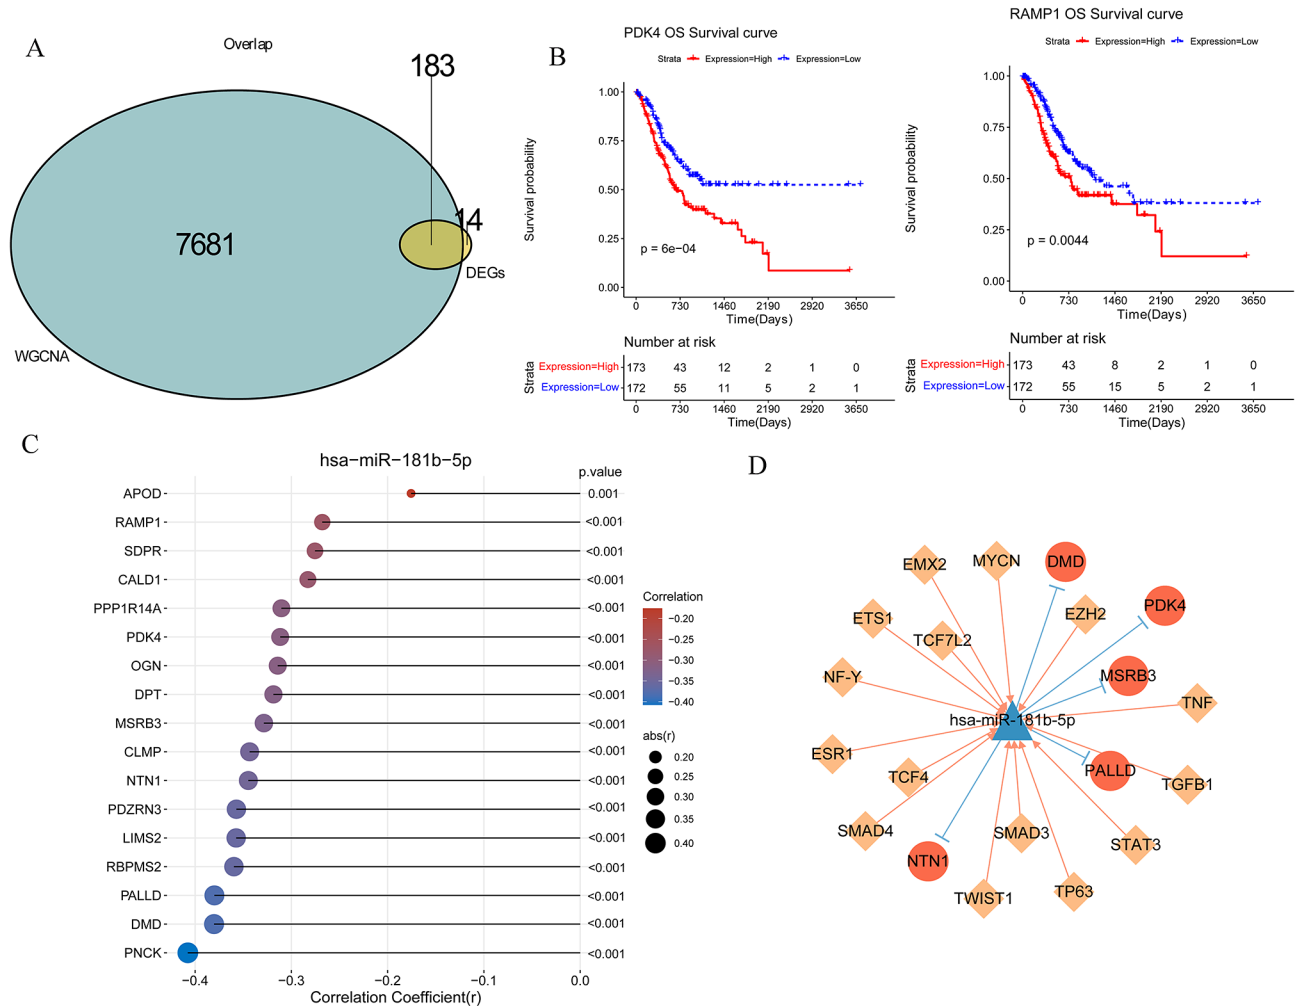 A
Overlap
183
14
7681
DEGs
WGCNA
B
PDK4 OS Survival curve
Strata Expression=High Expression=Low
Survival probability
1.00
0.75
0.50
0.25
0.00
p = 6e−04
0 730 1460 2190 2920 3650
Time(Days)
Number at risk
Strata
Expression=High 173 43 12 2 1 0
Expression=Low 172 55 11 5 2 1
0 730 1460 2190 2920 3650
Time(Days)
RAMP1 OS Survival curve
Strata Expression=High Expression=Low
Survival probability
1.00
0.75
0.50
0.25
0.00
p = 0.0044
0 730 1460 2190 2920 3650
Time(Days)
Number at risk
Strata
Expression=High 173 43 8 2 1 0
Expression=Low 172 55 15 5 2 1
0 730 1460 2190 2920 3650
Time(Days)
C
hsa−miR−181b−5p
p.value
APOD 0.001
RAMP1 <0.001
SDPR <0.001
CALD1 <0.001
PPP1R14A <0.001
PDK4 <0.001
OGN <0.001
DPT <0.001
MSRB3 <0.001
CLMP <0.001
NTN1 <0.001
PDZRN3 <0.001
LIMS2 <0.001
RBPMS2 <0.001
PALLD <0.001
DMD <0.001
PNCK <0.001
−0.4 −0.3 −0.2 −0.1 0.0
Correlation Coefficient(r)
Correlation
−0.20
−0.25
−0.30
−0.35
−0.40
abs(r)
0.20
0.25
0.30
0.35
0.40
D
EMX2
MYCN
DMD
PDK4
ETS1
EZH2
TCF7L2
NF-Y
MSRB3
TNF
hsa-miR-181b-5p
ESR1
TCF4
PALLD
TGFB1
SMAD4
SMAD3
STAT3
NTN1
TWIST1
TP63